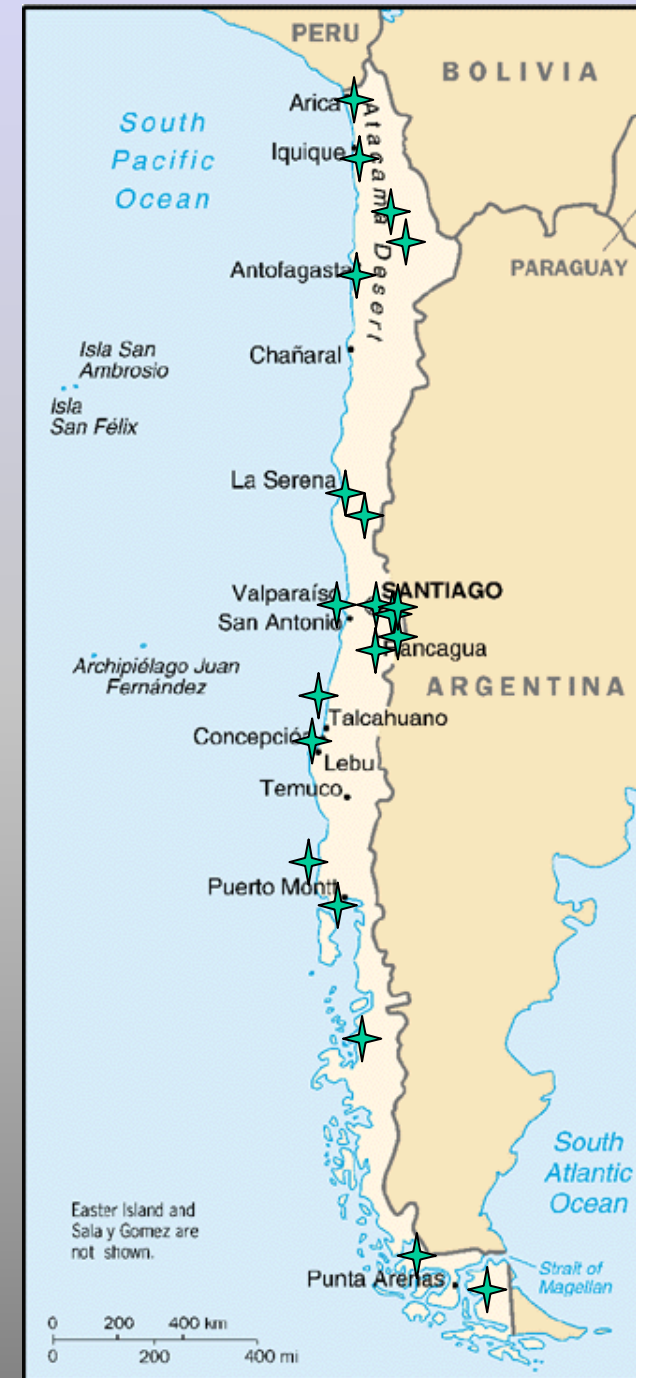 PERU
BOLIVIA
Arica
South
Pacific
Ocean
Iquique
Atacama Desert
PARAGUAY
Antofagasta
Isla San
Ambrosio
Chañaral
Isla
San Félix
La Serena
Valparaíso
SANTIAGO
San Antonio
Rancagua
Archipiélago Juan
Fernández
ARGENTINA
Talcahuano
Concepción
Lebu
Temuco
Puerto Montt
South
Atlantic
Ocean
Easter Island and
Sala y Gomez are
not shown.
Strait of
Magellan
Punta Arenas
0 200 400 km
0 200 400 mi